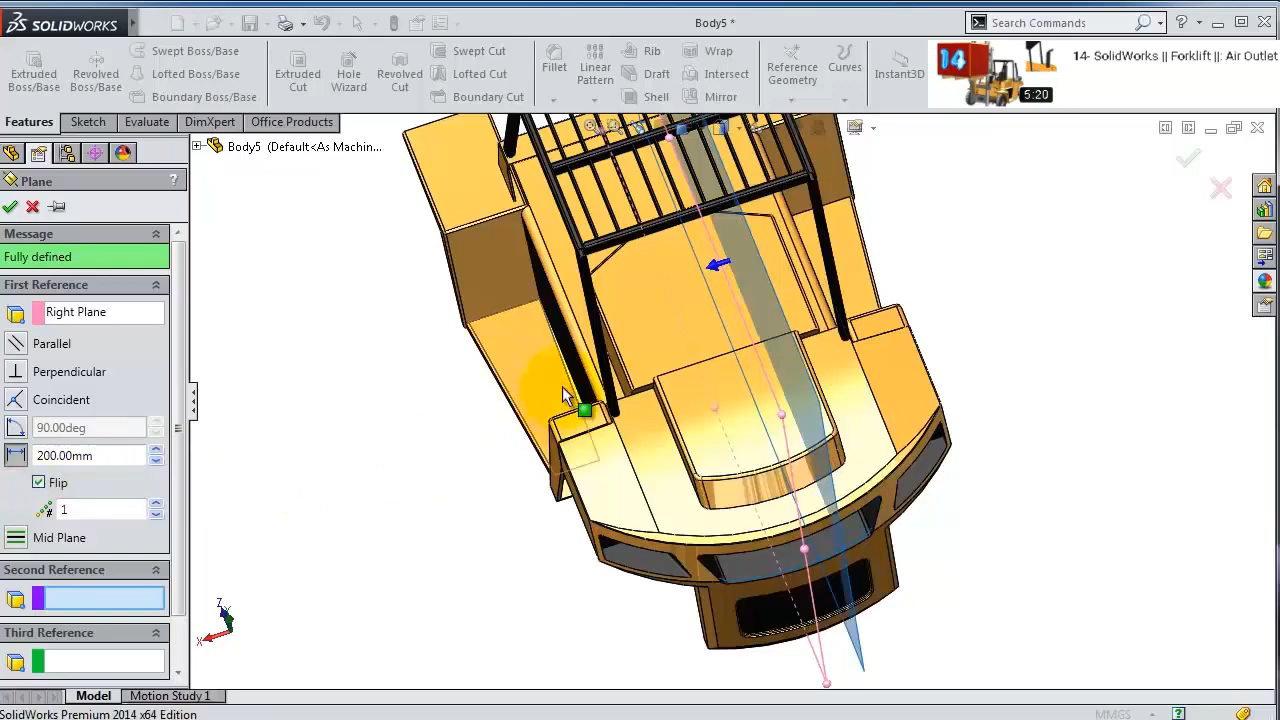 SOLIDWORKS
Body5 *
Search Commands
Extruded Boss/Base
Revolved Boss/Base
Swept Boss/Base
Lofted Boss/Base
Boundary Boss/Base
Extruded Cut
Hole Wizard
Revolved Cut
Swept Cut
Lofted Cut
Boundary Cut
Fillet
Linear Pattern
Rib
Draft
Shell
Wrap
Intersect
Mirror
Reference Geometry
Curves
Instant3D
14
5:20
14- SolidWorks || Forklift ||: Air Outlet
Features Sketch Evaluate DimXpert Office Products
Body5 (Default<As Machin...
Plane ?
Message
Fully defined
First Reference
Right Plane
Parallel
Perpendicular
Coincident
90.00deg
200.00mm
Flip
# 1
Mid Plane
Second Reference
Third Reference
Z
X
Model Motion Study 1
SolidWorks Premium 2014 x64 Edition
MMGS